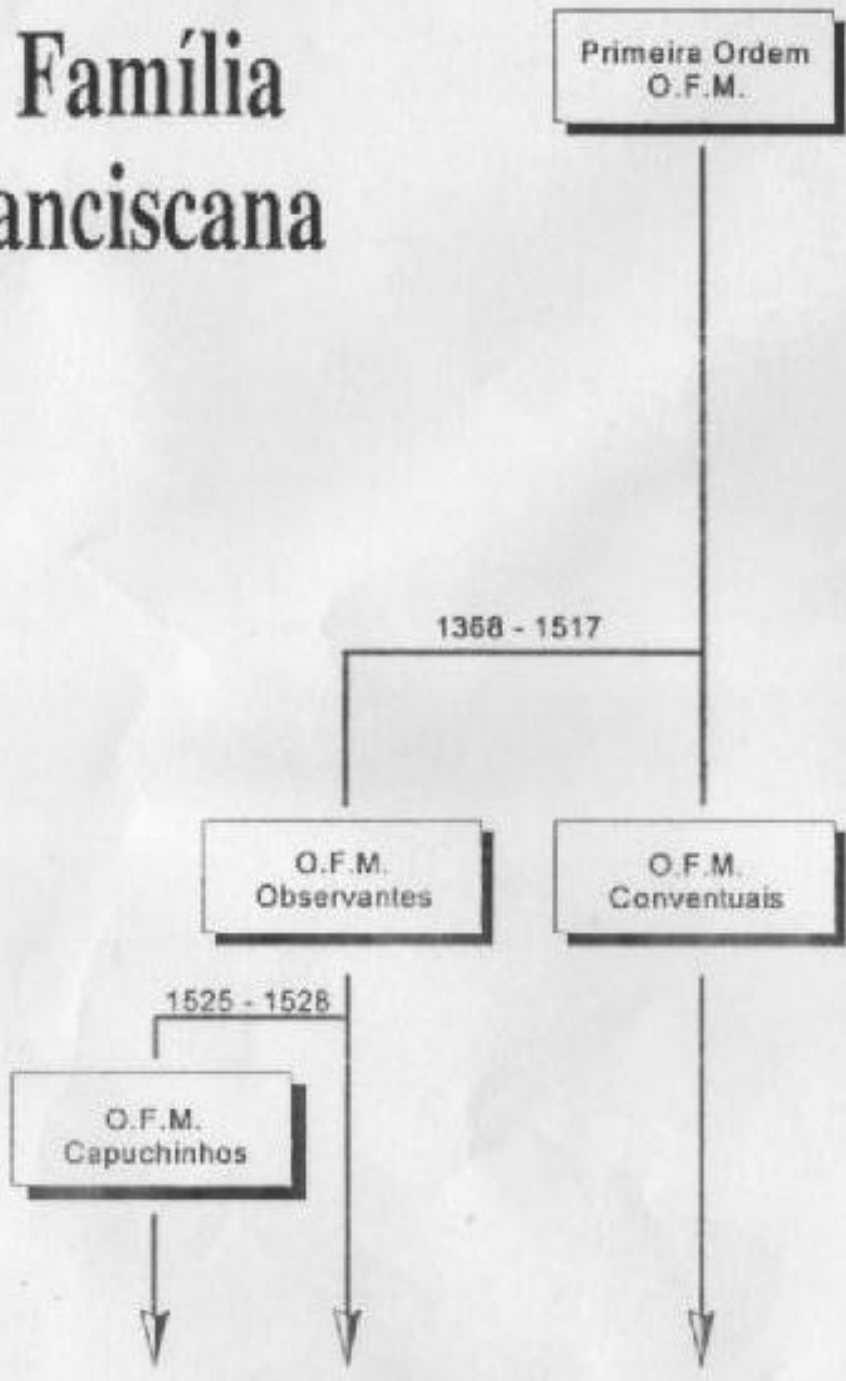 Família
anciscana
Primeira Ordem
O.F.M.
1368 - 1517
O.F.M.
Observantes
O.F.M.
Conventuais
1525 - 1528
O.F.M.
Capuchinhos